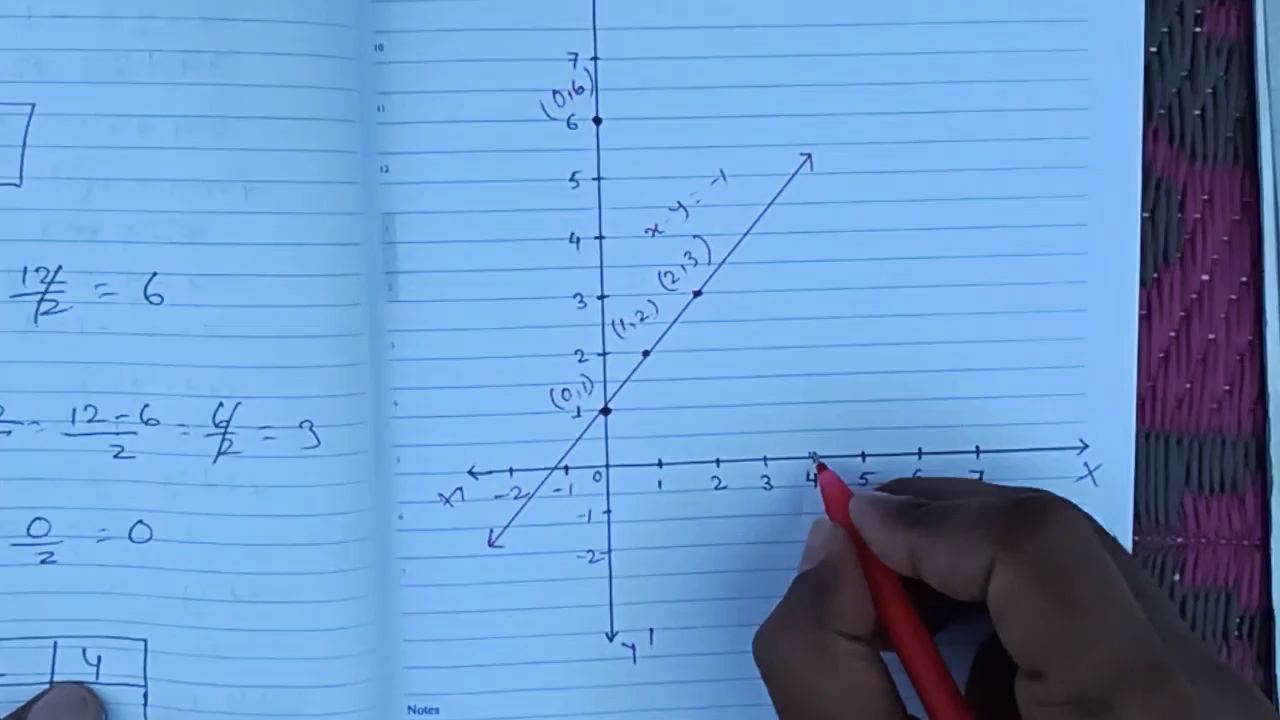 12/2 = 6
= 12-6/2 = 6/2 = 3
0/2 = 0
4
10
11
12
7
(0,6)
6
5
x-y=-1
4
(2,3)
3
(1,2)
2
(0,1)
1
X1 -2 -1 0 1 2 3 4 5 6 7 X
-1
-2
y1
Notes